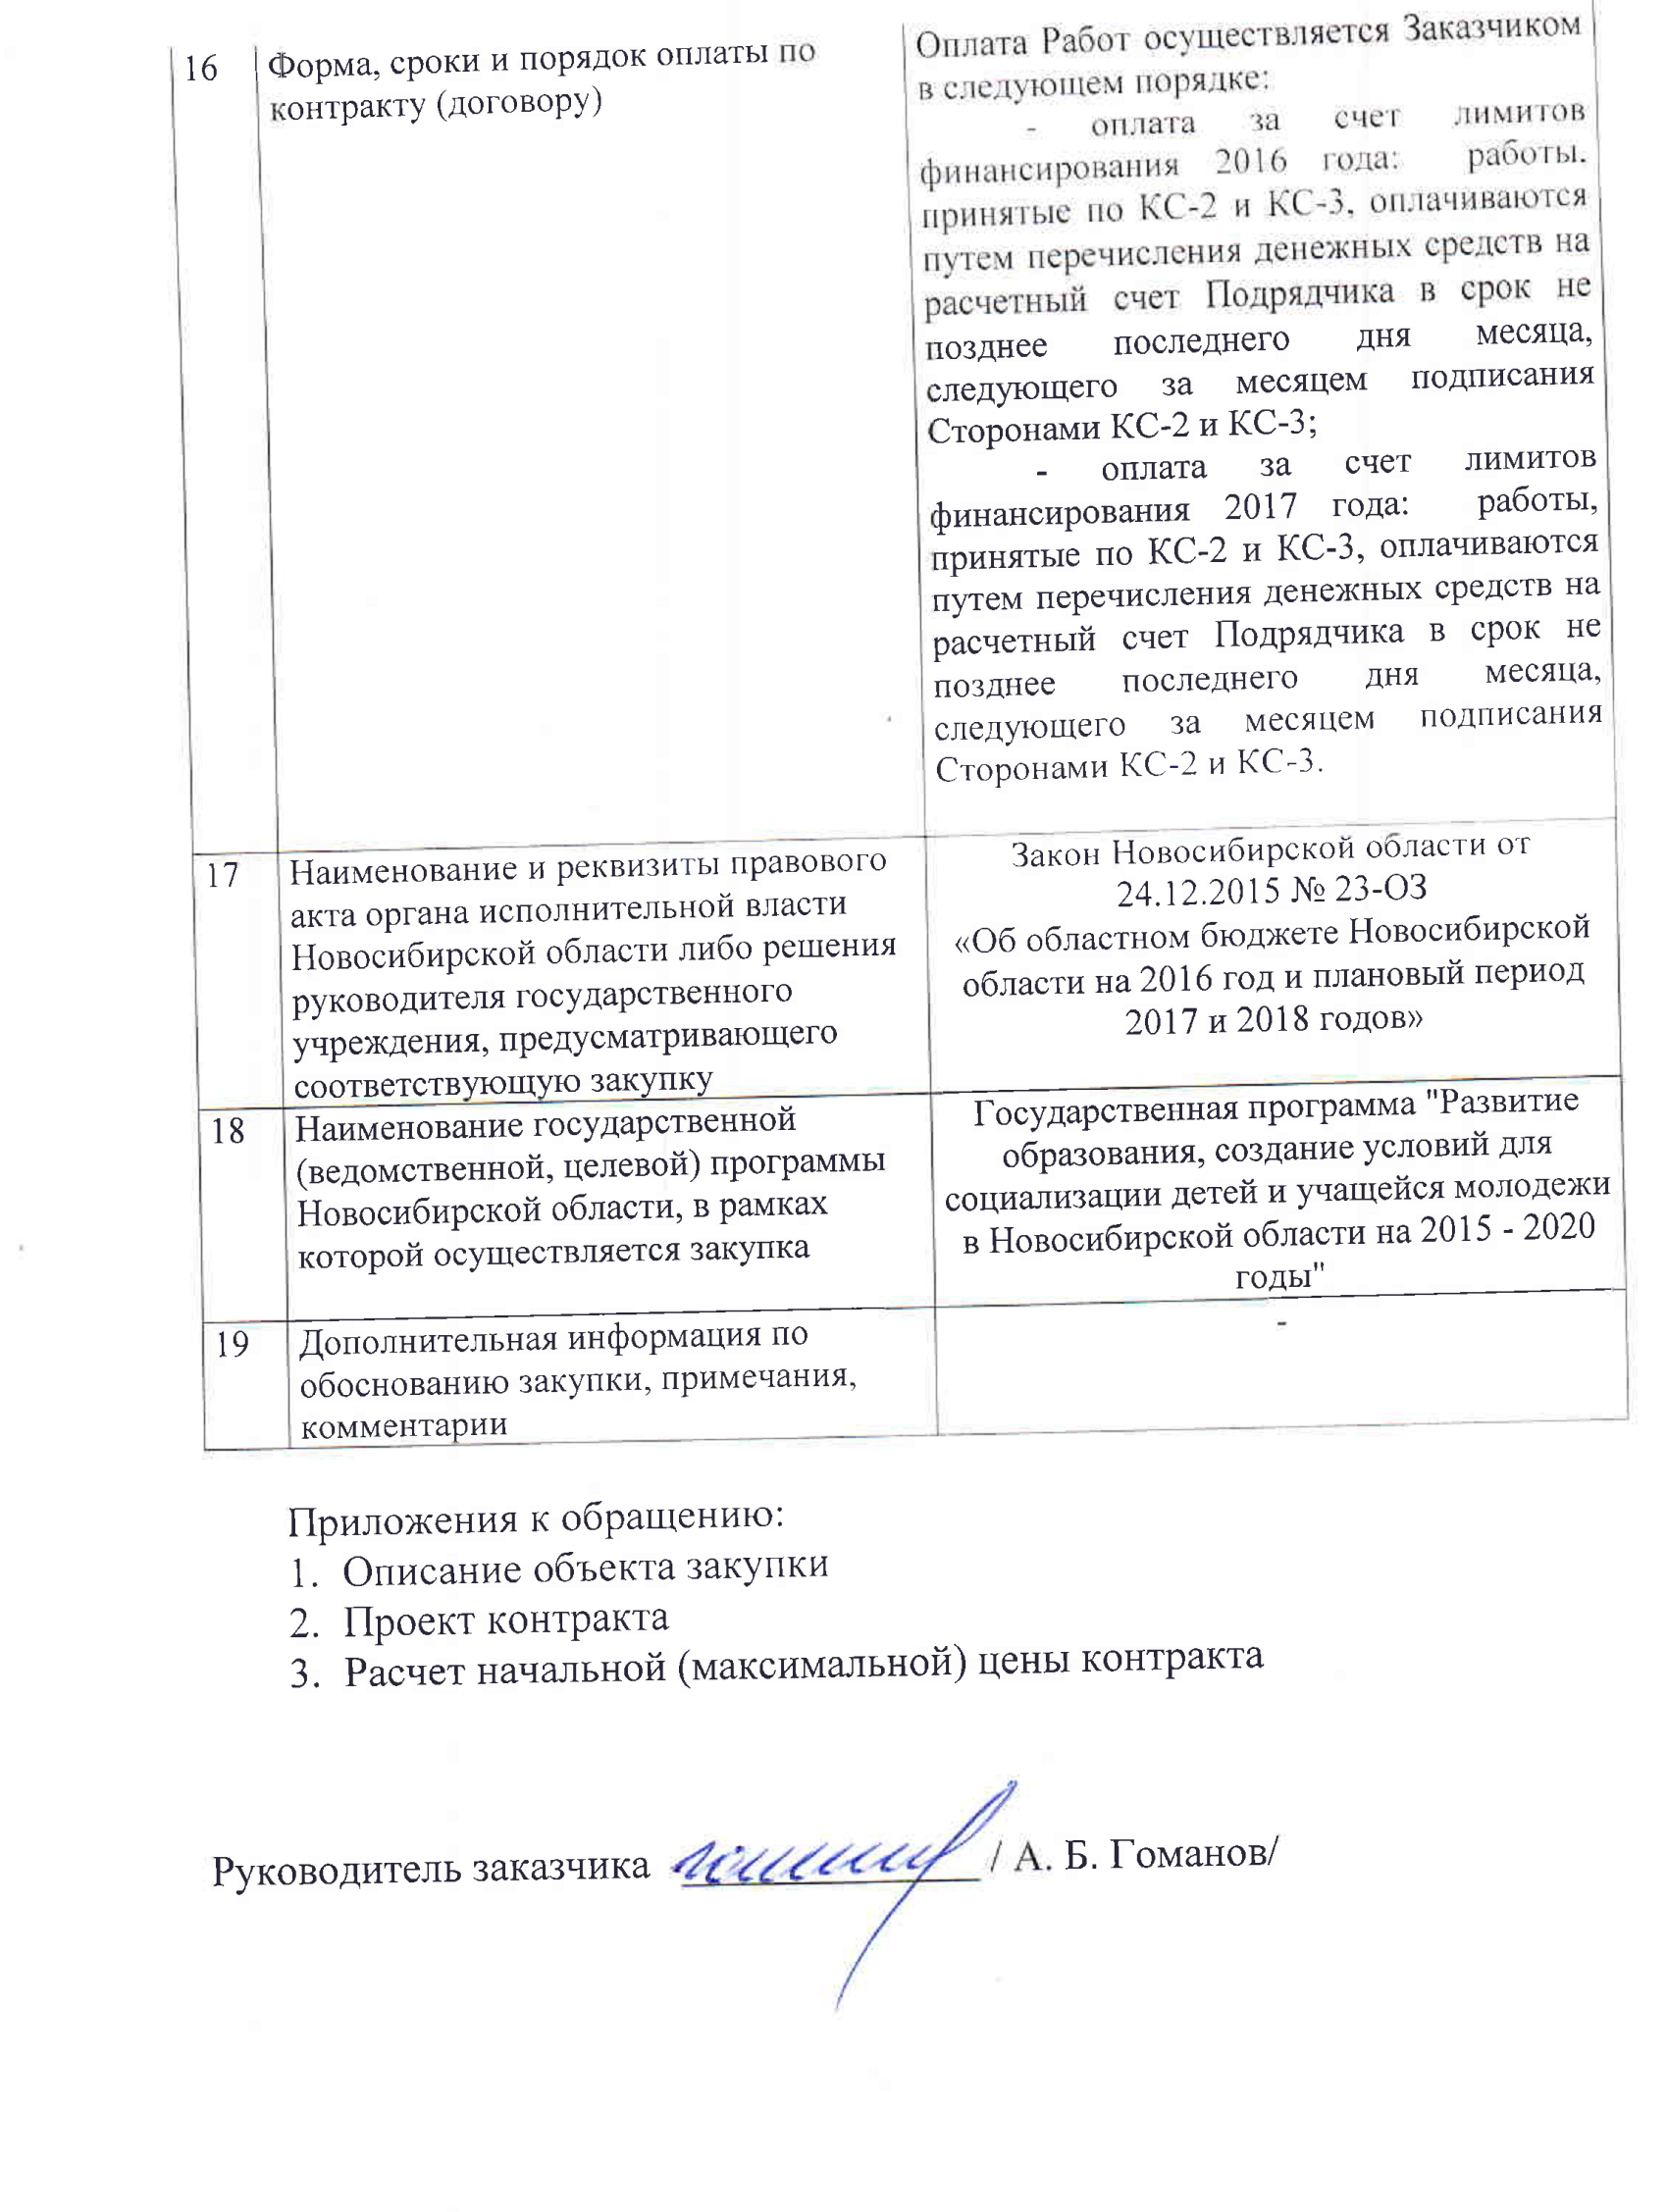 16
Форма, сроки и порядок оплаты по
контракту (договору)
Оплата Работ осуществляется Заказчиком
в следующем порядке:
- оплата за счет лимитов
финансирования 2016 года: работы.
принятые по КС-2 и КС-3, оплачиваются
путем перечисления денежных средств на
расчетный счет Подрядчика в срок не
позднее последнего дня месяца,
следующего за месяцем подписания
Сторонами КС-2 и КС-3;
- оплата за счет лимитов
финансирования 2017 года: работы,
принятые по КС-2 и КС-3, оплачиваются
путем перечисления денежных средств на
расчетный счет Подрядчика в срок не
позднее последнего дня месяца,
следующего за месяцем подписания
Сторонами КС-2 и КС-3.
17
Наименование и реквизиты правового
акта органа исполнительной власти
Новосибирской области либо решения
руководителя государственного
учреждения, предусматривающего
соответствующую закупку
Закон Новосибирской области от
24.12.2015 № 23-ОЗ
«Об областном бюджете Новосибирской
области на 2016 год и плановый период
2017 и 2018 годов»
18
Наименование государственной
(ведомственной, целевой) программы
Новосибирской области, в рамках
которой осуществляется закупка
Государственная программа "Развитие
образования, создание условий для
социализации детей и учащейся молодежи
в Новосибирской области на 2015 - 2020
годы"
19
Дополнительная информация по
обоснованию закупки, примечания,
комментарии
-
Приложения к обращению:
1. Описание объекта закупки
2. Проект контракта
3. Расчет начальной (максимальной) цены контракта
Руководитель заказчика / А. Б. Гоманов/